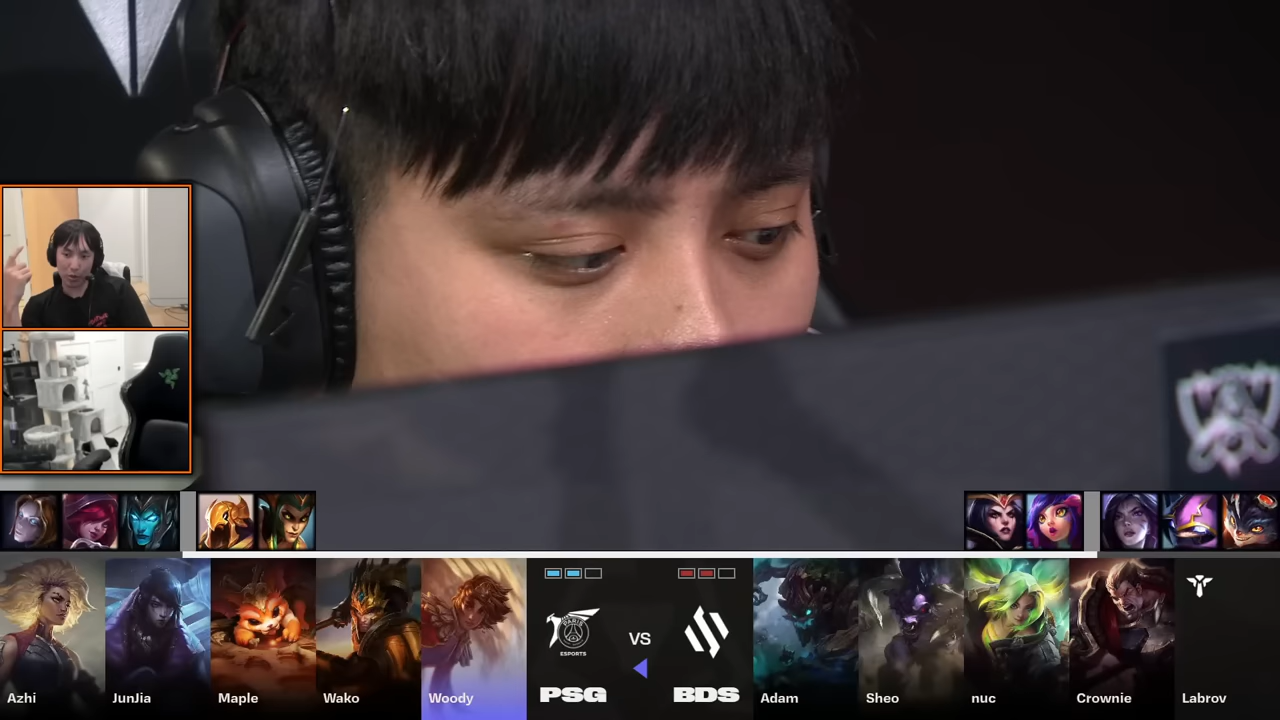 PARIS
ESPORTS
VS
PSG
BDS
Azhi
JunJia
Maple
Wako
Woody
Adam
Sheo
nuc
Crownie
Labrov